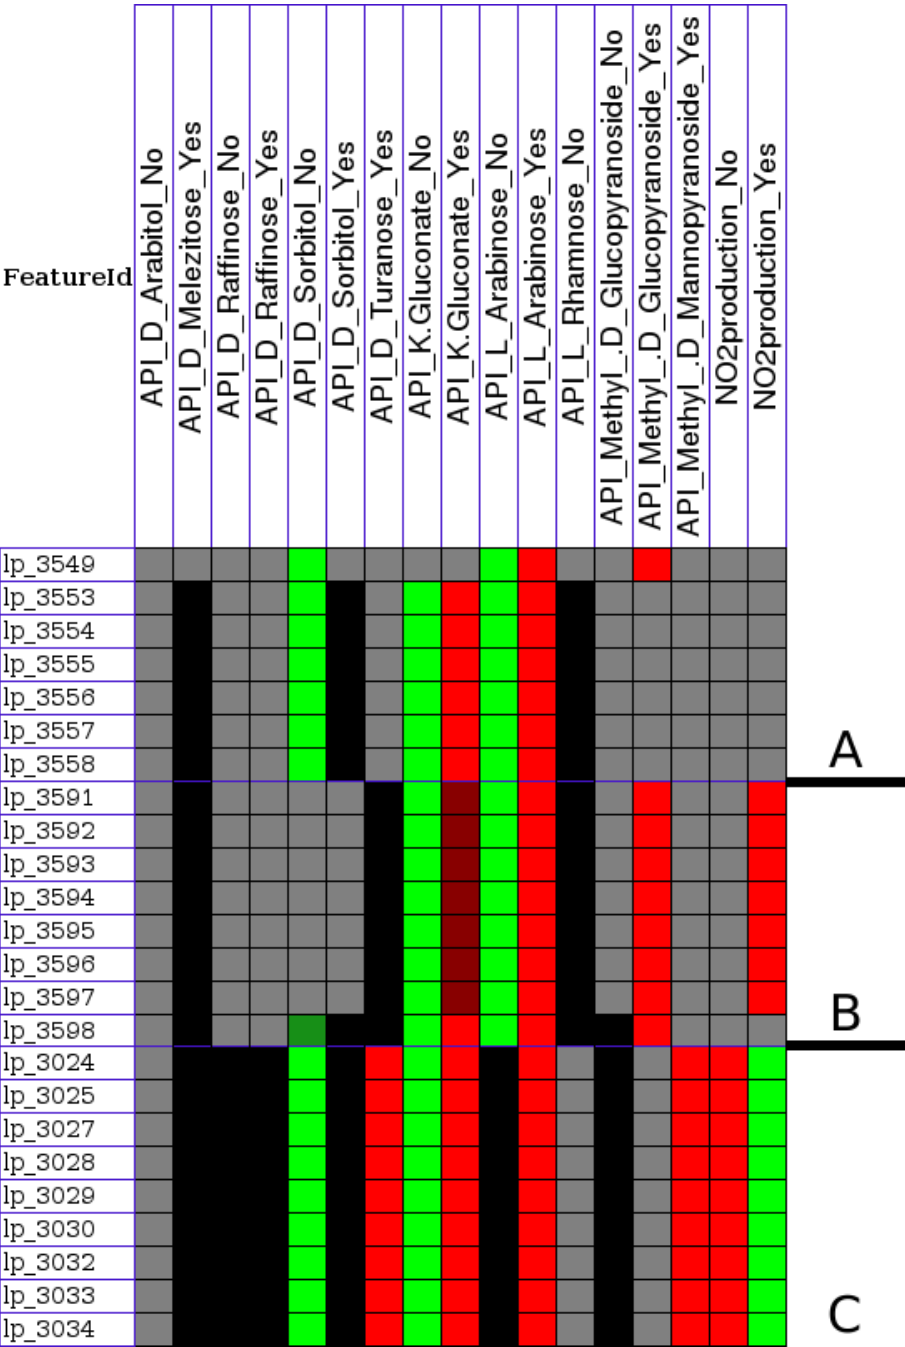 FeatureId
API_D_Arabitol_No
API_D_Melezitose_Yes
API_D_Raffinose_No
API_D_Raffinose_Yes
API_D_Sorbitol_No
API_D_Sorbitol_Yes
API_D_Turanose_Yes
API_K.Gluconate_No
API_K.Gluconate_Yes
API_L_Arabinose_No
API_L_Arabinose_Yes
API_L_Rhamnose_No
API_Methyl_.D_Glucopyranoside_No
API_Methyl_.D_Glucopyranoside_Yes
API_Methyl_.D_Mannopyranoside_Yes
NO2production_No
NO2production_Yes
lp_3549
lp_3553
lp_3554
lp_3555
lp_3556
lp_3557
lp_3558
A
lp_3591
lp_3592
lp_3593
lp_3594
lp_3595
lp_3596
lp_3597
lp_3598
B
lp_3024
lp_3025
lp_3027
lp_3028
lp_3029
lp_3030
lp_3032
lp_3033
lp_3034
C